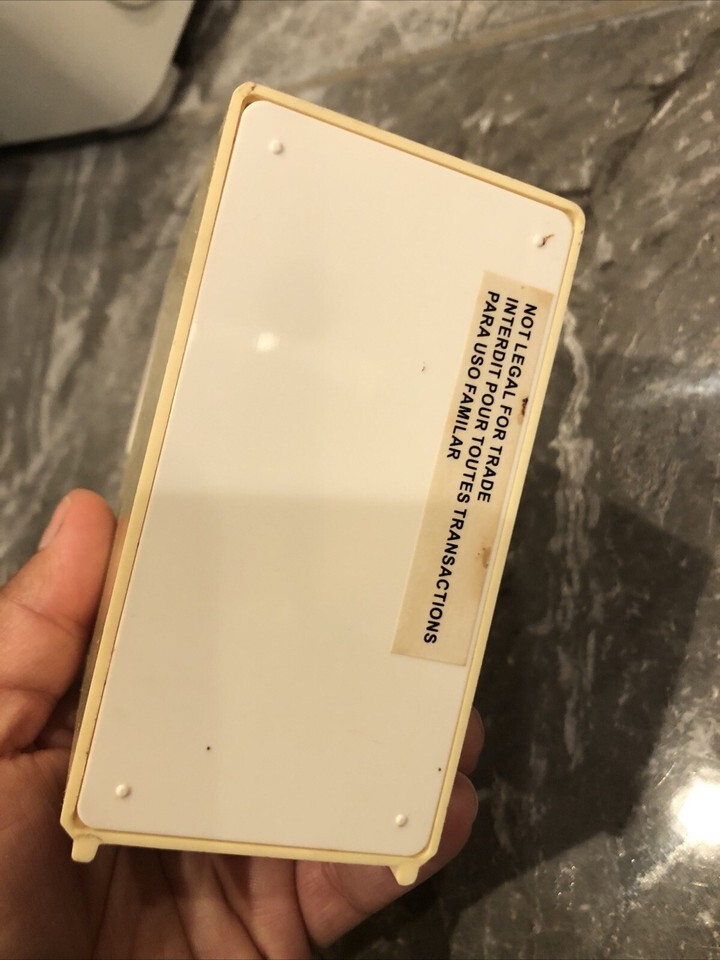 NOT LEGAL FOR TRADE
INTERDIT POUR TOUTES TRANSACTIONS
PARA USO FAMILAR